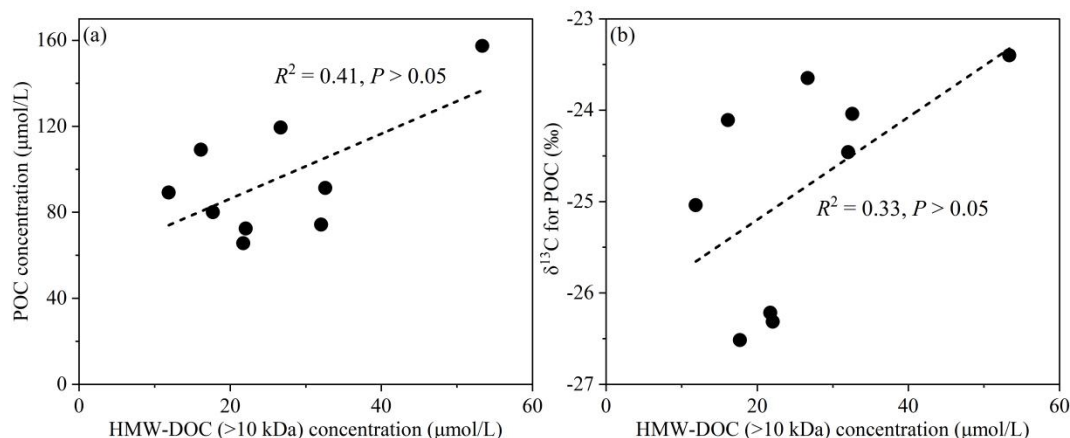 (a)
R² = 0.41, P > 0.05
POC concentration (μmol/L)
160
120
80
40
0
0
20
40
60
HMW-DOC (>10 kDa) concentration (μmol/L)
(b)
R² = 0.33, P > 0.05
δ¹³C for POC (‰)
-23
-24
-25
-26
-27
0
20
40
60
HMW-DOC (>10 kDa) concentration (μmol/L)